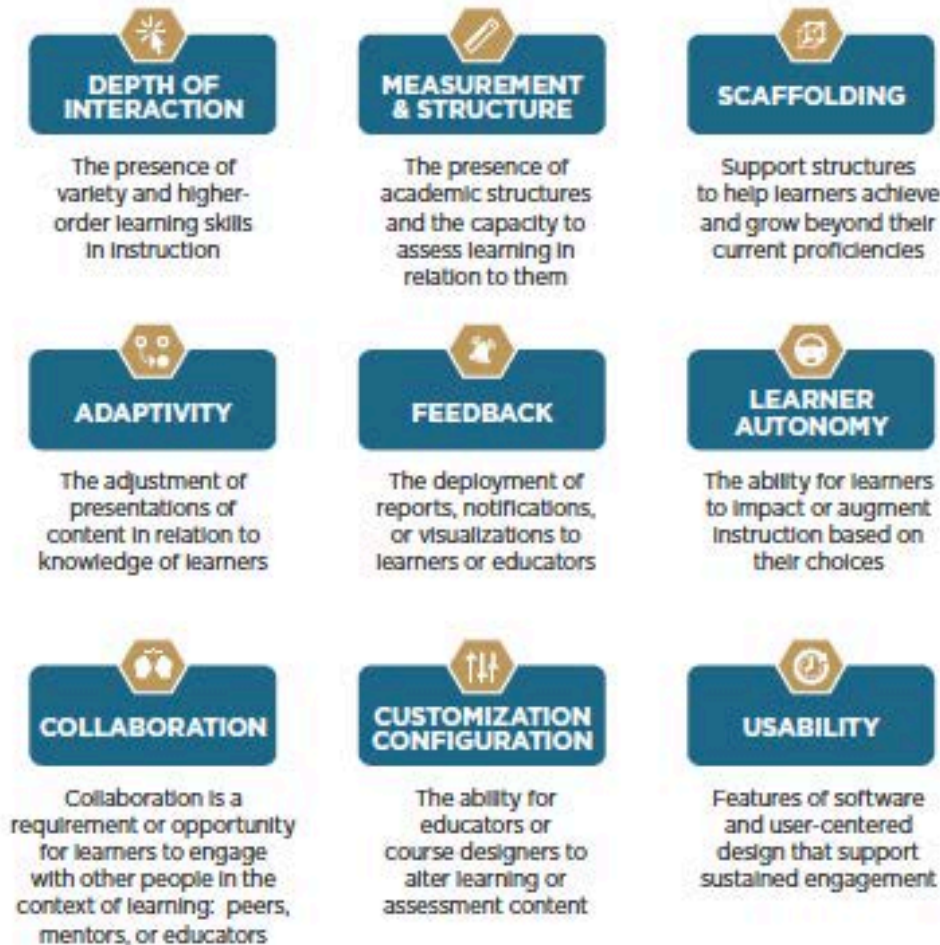 DEPTH OF
INTERACTION
The presence of
variety and higher-
order learning skills
in instruction
MEASUREMENT
& STRUCTURE
The presence of
academic structures
and the capacity to
assess learning in
relation to them
SCAFFOLDING
Support structures
to help learners achieve
and grow beyond their
current proficiencies
ADAPTIVITY
The adjustment of
presentations of
content in relation to
knowledge of learners
FEEDBACK
The deployment of
reports, notifications,
or visualizations to
learners or educators
LEARNER
AUTONOMY
The ability for learners
to impact or augment
instruction based on
their choices
COLLABORATION
Collaboration is a
requirement or opportunity
for learners to engage
with other people in the
context of learning: peers,
mentors, or educators
CUSTOMIZATION
CONFIGURATION
The ability for
educators or
course designers to
alter learning or
assessment content
USABILITY
Features of software
and user-centered
design that support
sustained engagement